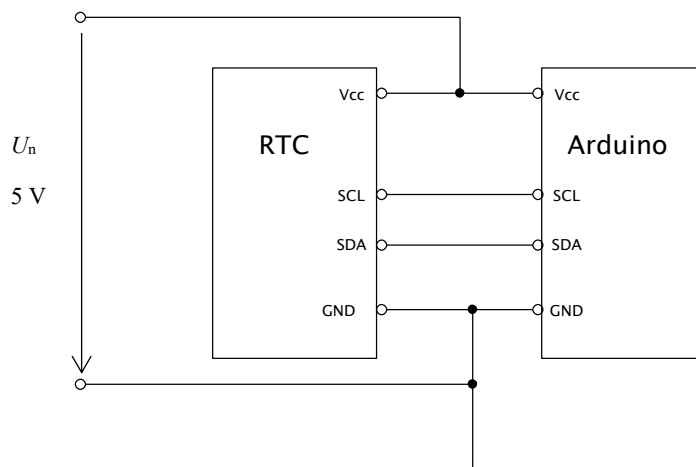 Vcc
Vcc
RTC
Arduino
Un
5 V
SCL
SCL
SDA
SDA
GND
GND